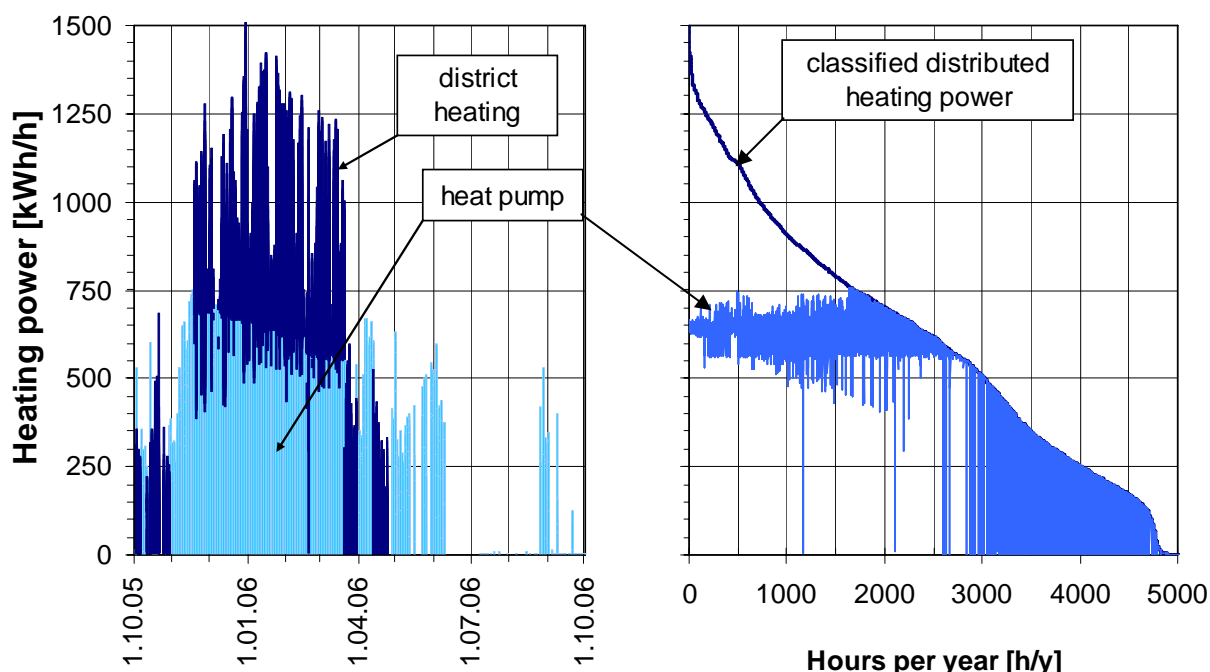 Heating power [kWh/h]
1500
1250
1000
750
500
250
0
1.10.05
1.01.06
1.04.06
1.07.06
1.10.06
district
heating
heat pump
classified distributed
heating power
0
1000
2000
3000
4000
5000
Hours per year [h/y]